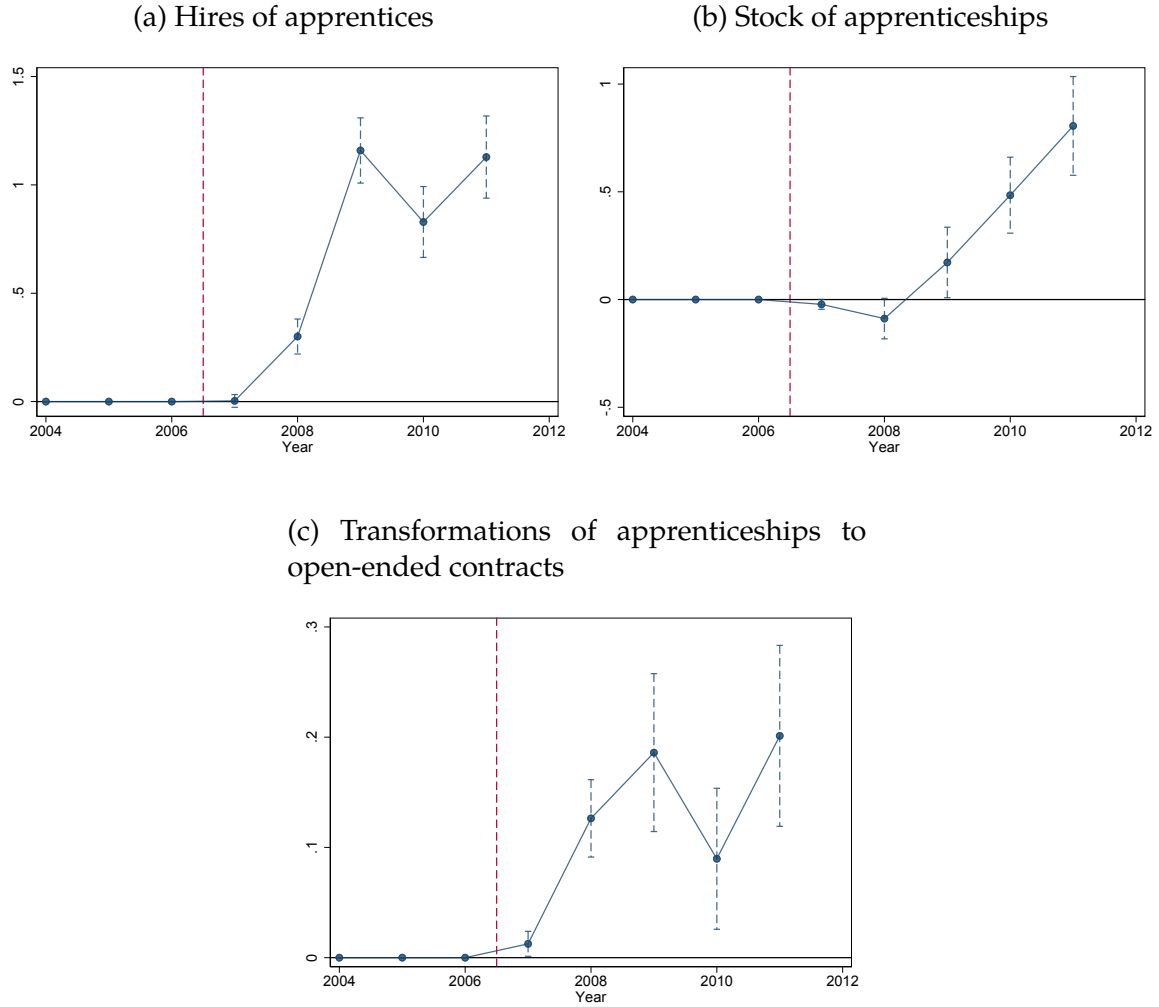 (a) Hires of apprentices
1.5
1
.5
0
2004 2006 2008 2010 2012
Year
(b) Stock of apprenticeships
1
.5
0
-.5
2004 2006 2008 2010 2012
Year
(c) Transformations of apprenticeships to
open-ended contracts
.3
.2
.1
0
2004 2006 2008 2010 2012
Year